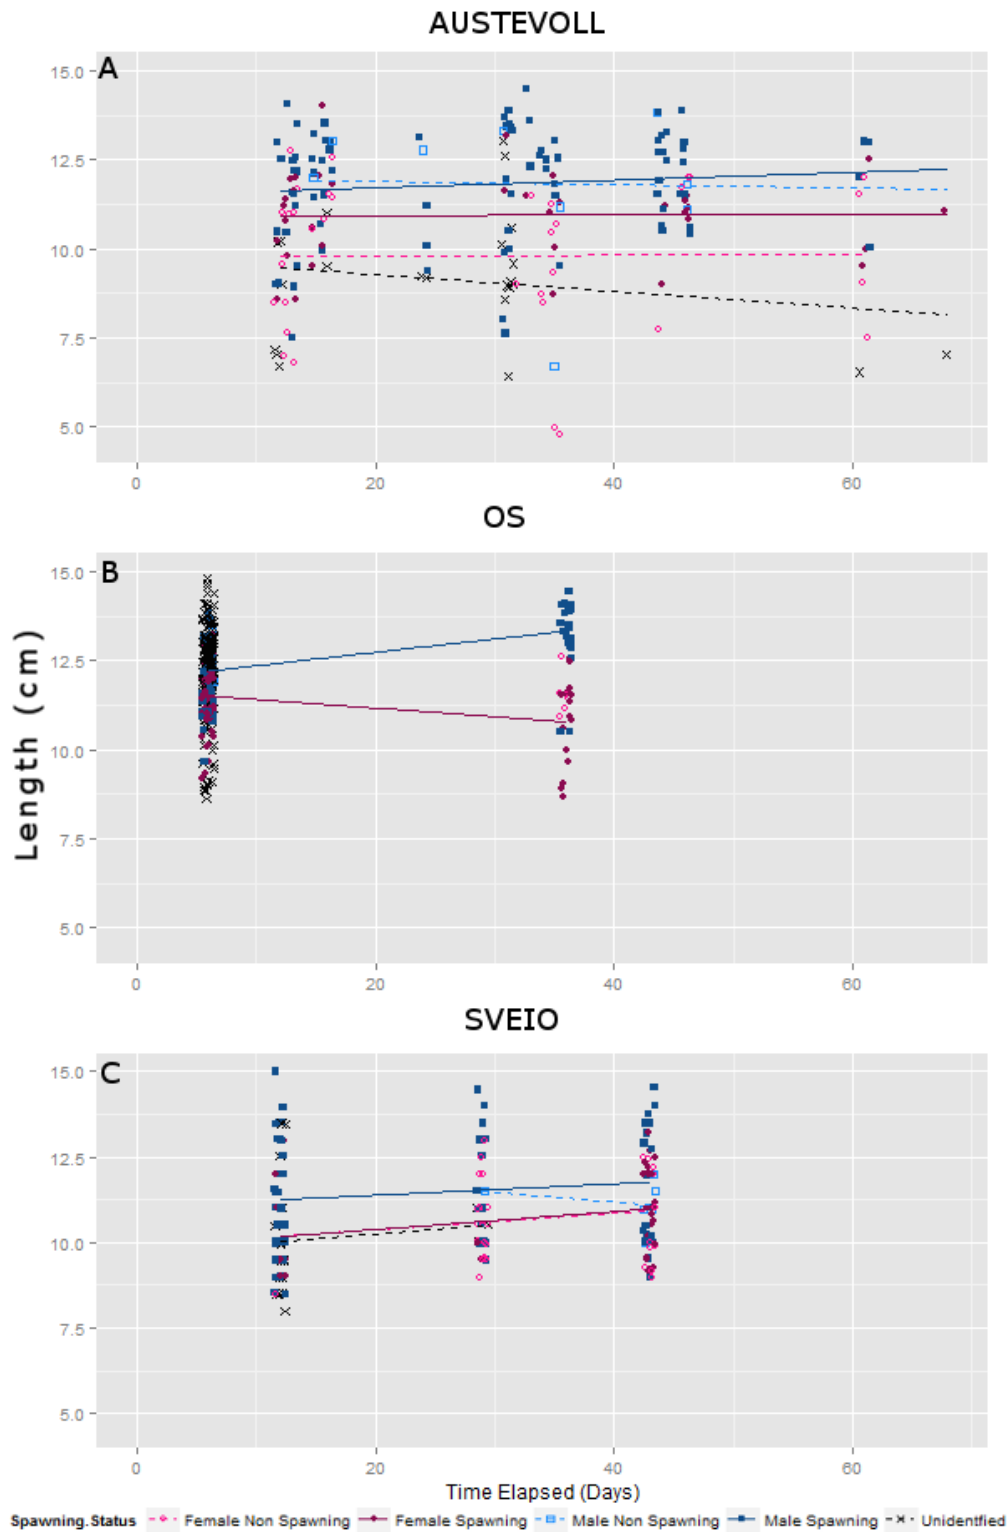 AUSTEVOLL
A
15.0
12.5
10.0
7.5
5.0
0 20 40 60
OS
B
15.0
12.5
10.0
7.5
5.0
0 20 40 60
Length (cm)
SVEIO
C
15.0
12.5
10.0
7.5
5.0
0 20 40 60
Time Elapsed (Days)
Spawning.Status Female Non Spawning Female Spawning Male Non Spawning Male Spawning Unidentified